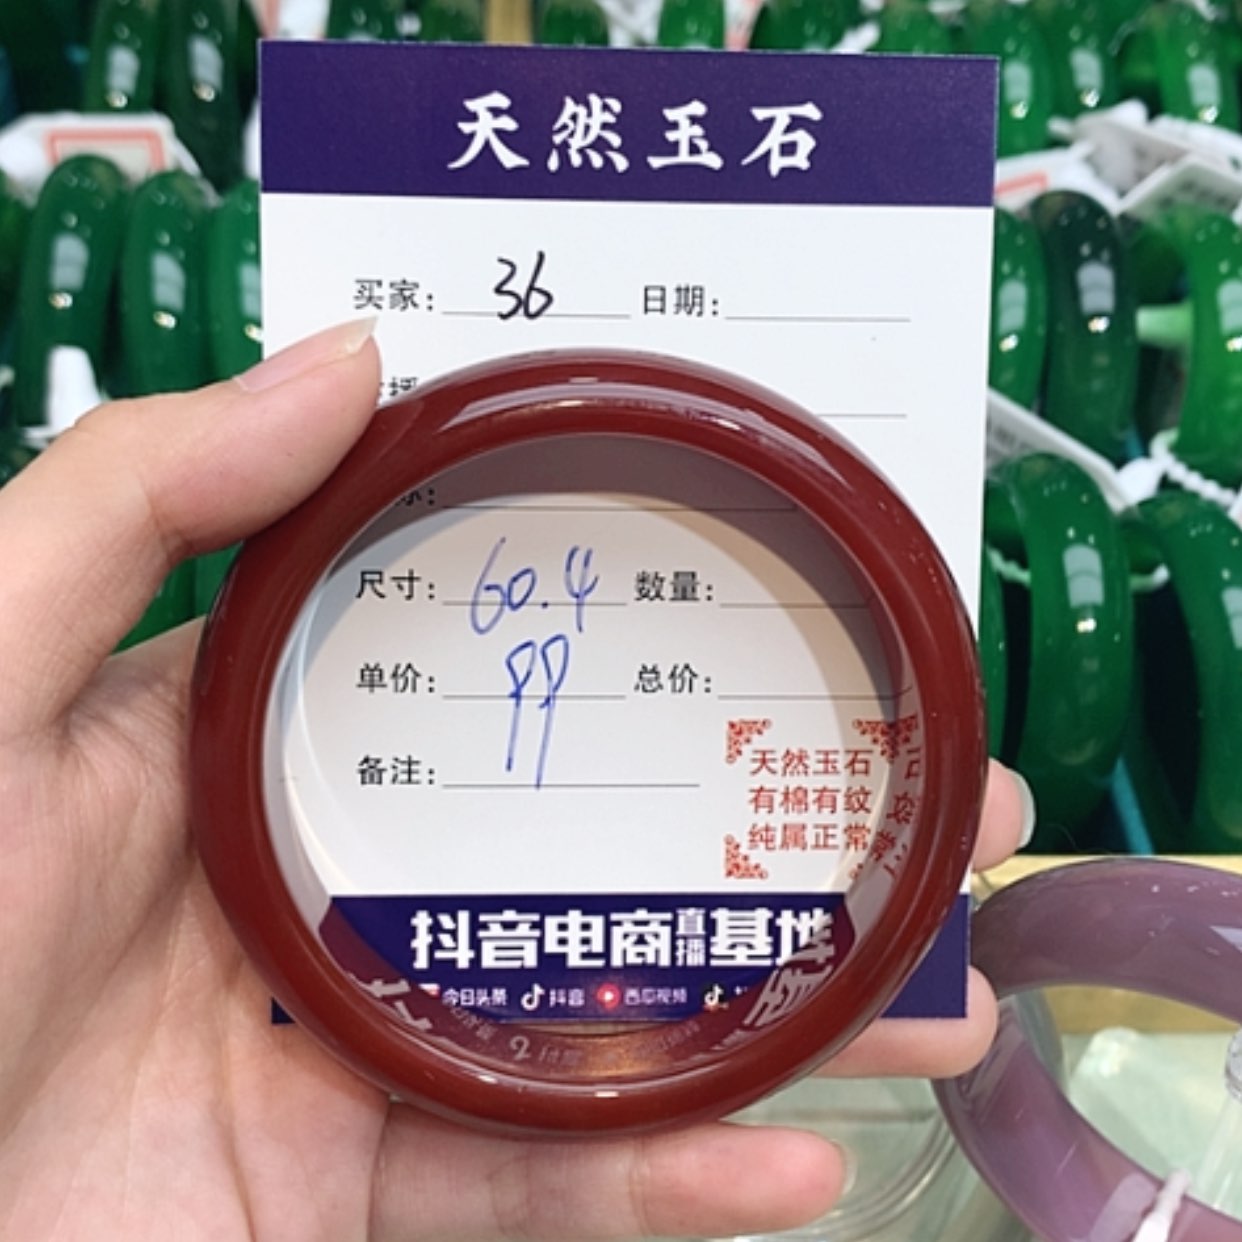 天然玉石
买家: 36 日期:
尺寸: 60.4 数量:
单价: 99 总价:
备注:
天然玉石
有棉有纹
纯属正常
抖音电商直播基地
今日头条 抖音 西瓜视频